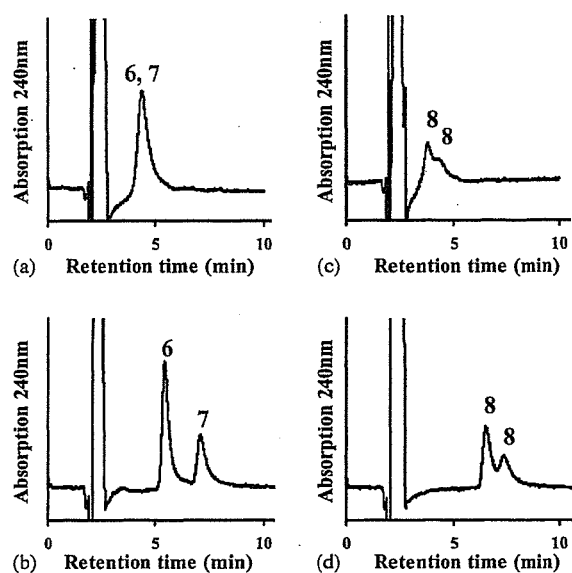 Absorption 240nm
6, 7
0
5
10
(a)
Retention time (min)
Absorption 240nm
8
8
0
5
10
(c)
Retention time (min)
Absorption 240nm
6
7
0
5
10
(b)
Retention time (min)
Absorption 240nm
8
8
0
5
10
(d)
Retention time (min)